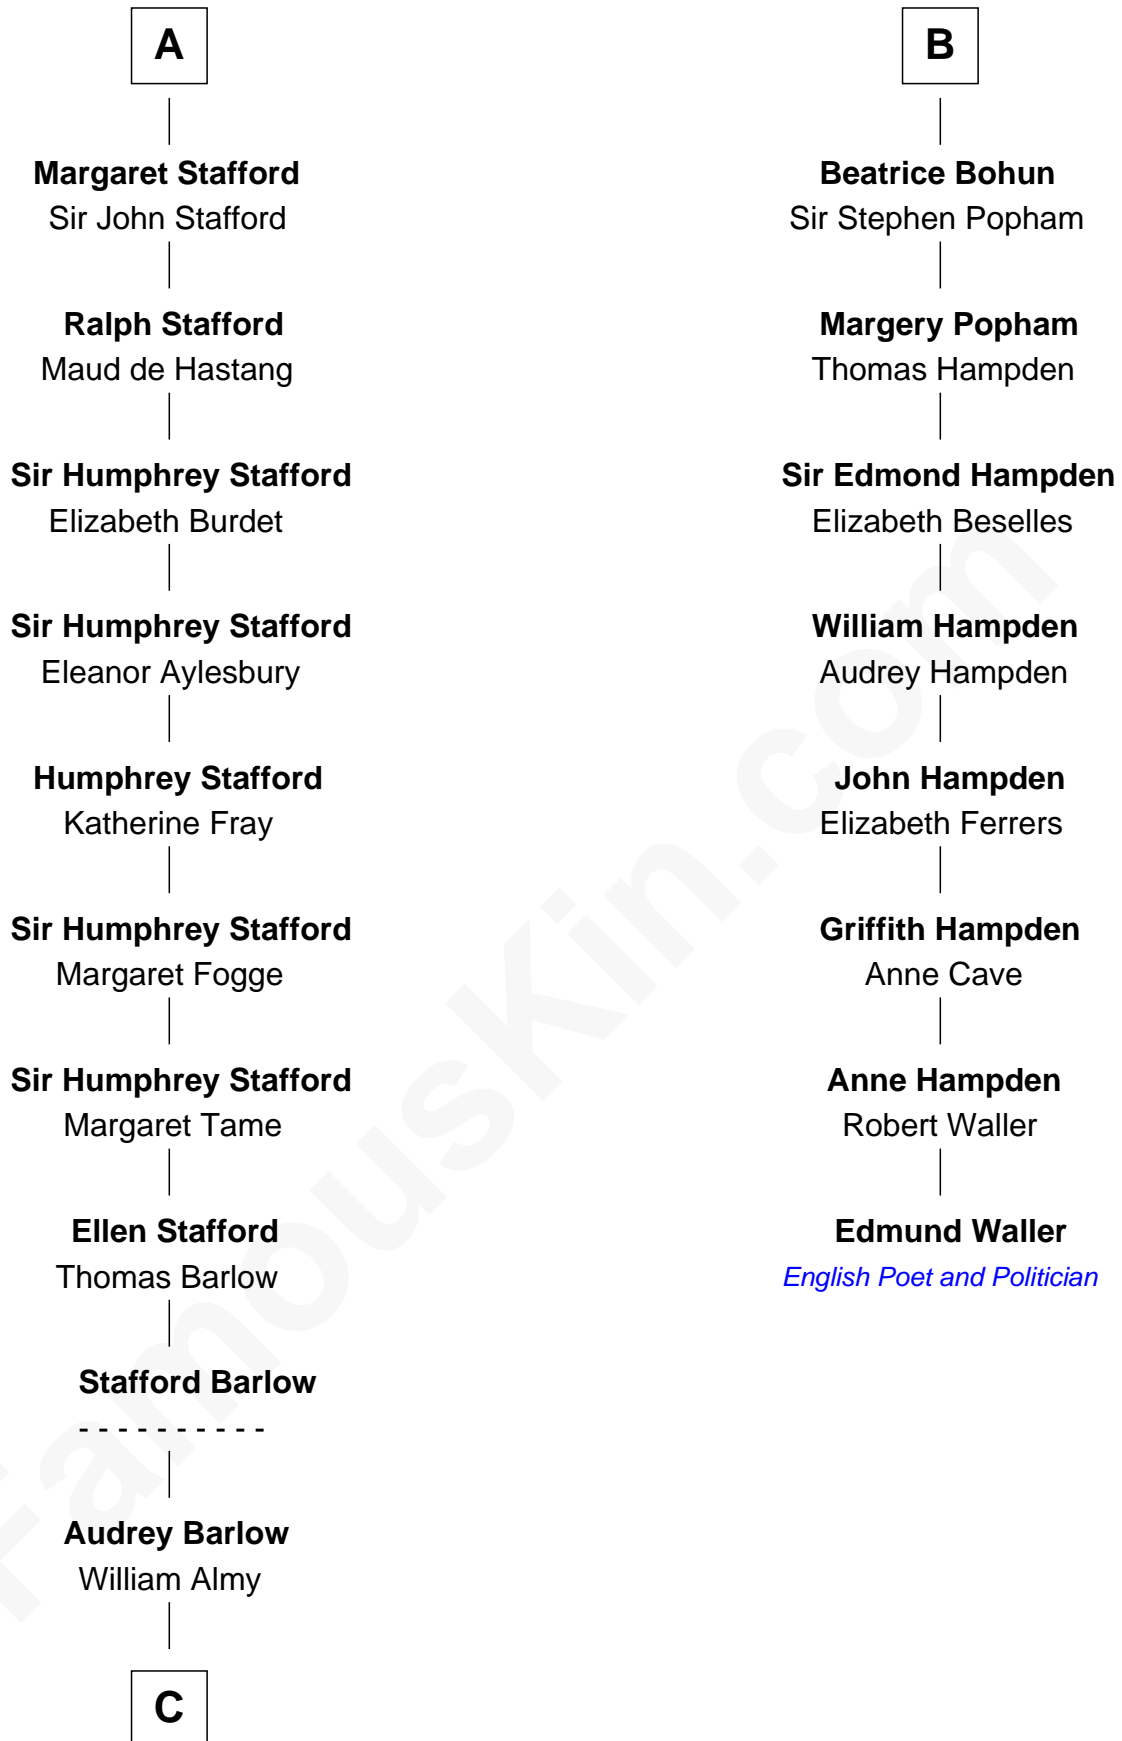 A
Margaret Stafford
Sir John Stafford
Ralph Stafford
Maud de Hastang
Sir Humphrey Stafford
Elizabeth Burdet
Sir Humphrey Stafford
Eleanor Aylesbury
Humphrey Stafford
Katherine Fray
Sir Humphrey Stafford
Margaret Fogge
Sir Humphrey Stafford
Margaret Tame
Ellen Stafford
Thomas Barlow
Stafford Barlow
- - - - - - - - - -
Audrey Barlow
William Almy
C
B
Beatrice Bohun
Sir Stephen Popham
Margery Popham
Thomas Hampden
Sir Edmond Hampden
Elizabeth Beselles
William Hampden
Audrey Hampden
John Hampden
Elizabeth Ferrers
Griffith Hampden
Anne Cave
Anne Hampden
Robert Waller
Edmund Waller
English Poet and Politician
FamousKin.com